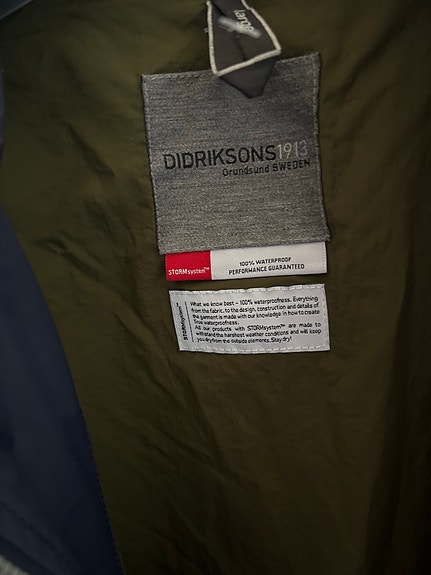 DIDRIKSONS1913
Grundsund SWEDEN
STORMsystem™
100% WATERPROOF
PERFORMANCE GUARANTEED
STORMsystem™
What we know best - 100% waterproofness. Everything,
from the fabric, to the design, construction and details of
the garment is made with our knowledge in how to create
true waterproofness.
All our products with STORMsystem™ are made to
withstand the harshest weather conditions and will keep
you dry from the outside elements. Stay dry!